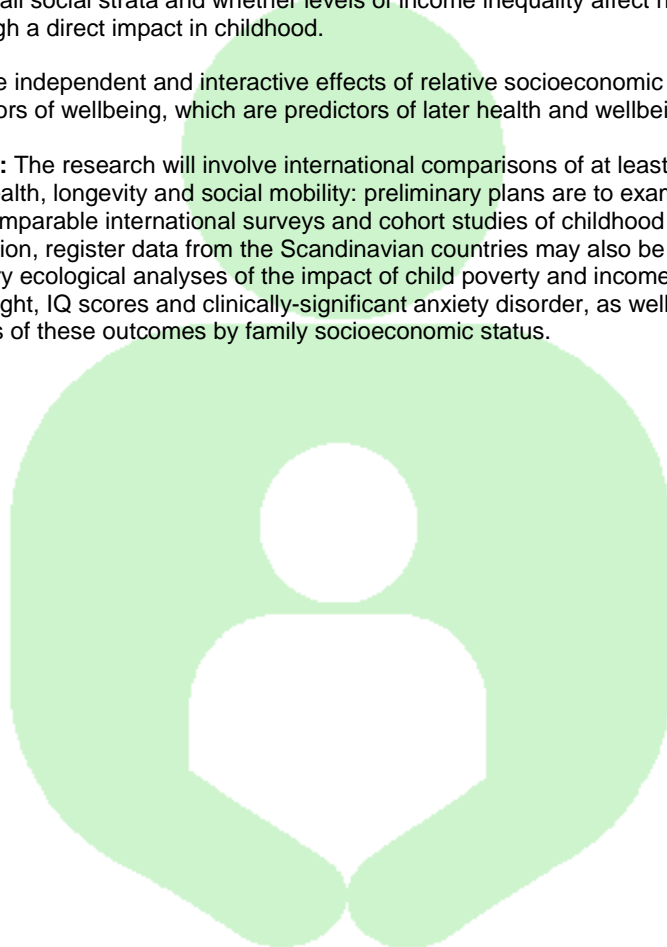 all social strata and whether levels of income inequality affect
gh a direct impact in childhood.
e independent and interactive effects of relative socioeconomic
ors of wellbeing, which are predictors of later health and
: The research will involve international comparisons of at least
alth, longevity and social mobility: preliminary plans are to
mparable international surveys and cohort studies of childhood
ion, register data from the Scandinavian countries may also be
ry ecological analyses of the impact of child poverty and income
ght, IQ scores and clinically-significant anxiety disorder, as
s of these outcomes by family socioeconomic status.